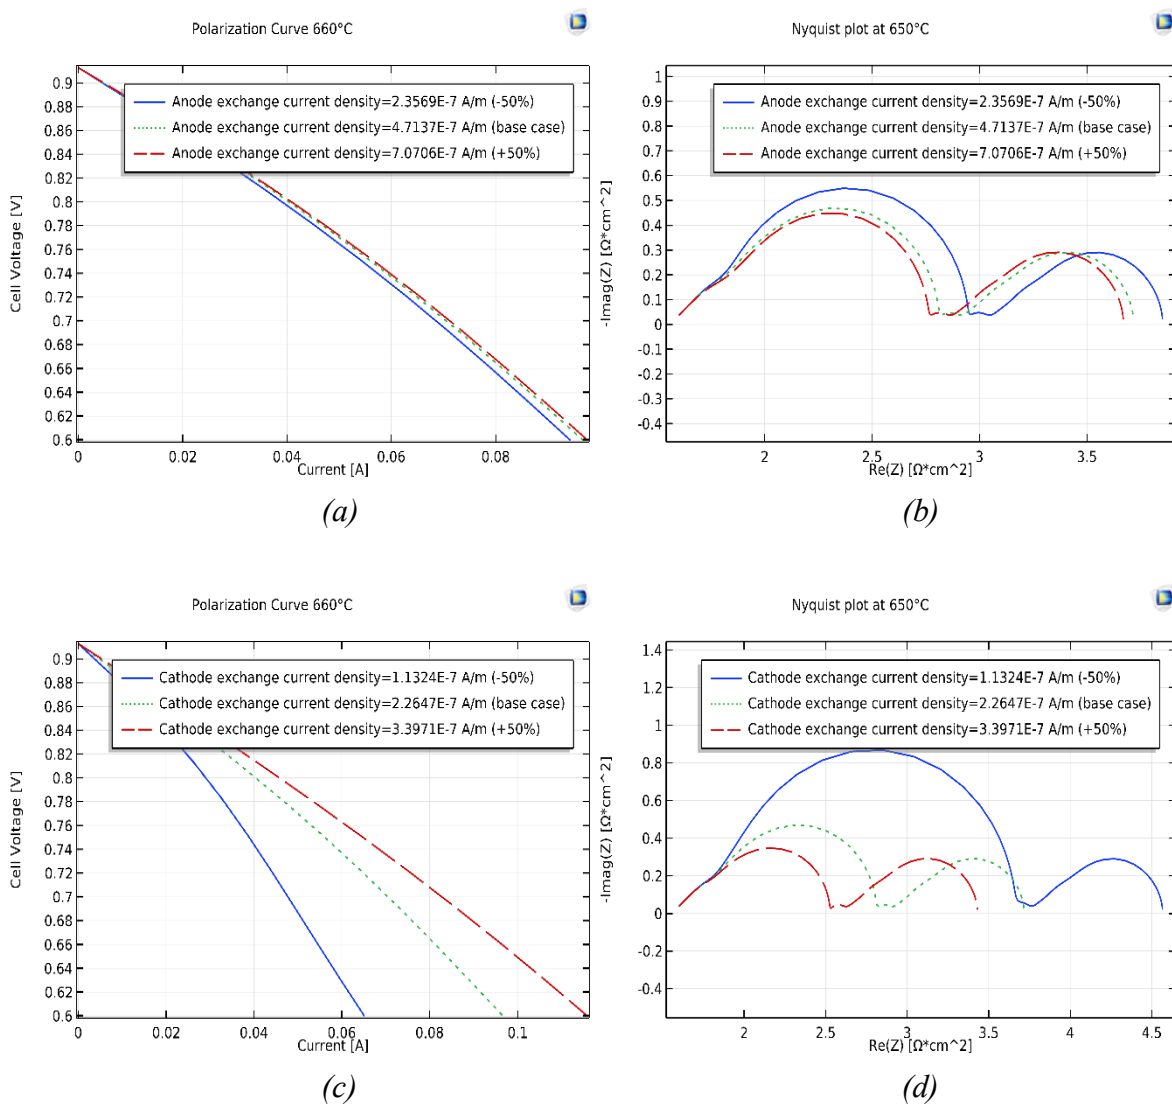 Polarization Curve 660°C
Cell Voltage [V]
0.9
0.88
0.86
0.84
0.82
0.8
0.78
0.76
0.74
0.72
0.7
0.68
0.66
0.64
0.62
0.6
Anode exchange current density=2.3569E-7 A/m (-50%)
Anode exchange current density=4.7137E-7 A/m (base case)
Anode exchange current density=7.0706E-7 A/m (+50%)
0 0.02 0.04 0.06 0.08
Current [A]
(a)
Nyquist plot at 650°C
-Imag(Z) [Ω*cm^2]
1
0.9
0.8
0.7
0.6
0.5
0.4
0.3
0.2
0.1
0
-0.1
-0.2
-0.3
-0.4
Anode exchange current density=2.3569E-7 A/m (-50%)
Anode exchange current density=4.7137E-7 A/m (base case)
Anode exchange current density=7.0706E-7 A/m (+50%)
2 2.5 3 3.5
Re(Z) [Ω*cm^2]
(b)
Polarization Curve 660°C
Cell Voltage [V]
0.9
0.88
0.86
0.84
0.82
0.8
0.78
0.76
0.74
0.72
0.7
0.68
0.66
0.64
0.62
0.6
Cathode exchange current density=1.1324E-7 A/m (-50%)
Cathode exchange current density=2.2647E-7 A/m (base case)
Cathode exchange current density=3.3971E-7 A/m (+50%)
0 0.02 0.04 0.06 0.08 0.1
Current [A]
(c)
Nyquist plot at 650°C
-Imag(Z) [Ω*cm^2]
1.4
1.2
1
0.8
0.6
0.4
0.2
0
-0.2
-0.4
Cathode exchange current density=1.1324E-7 A/m (-50%)
Cathode exchange current density=2.2647E-7 A/m (base case)
Cathode exchange current density=3.3971E-7 A/m (+50%)
2 2.5 3 3.5 4 4.5
Re(Z) [Ω*cm^2]
(d)